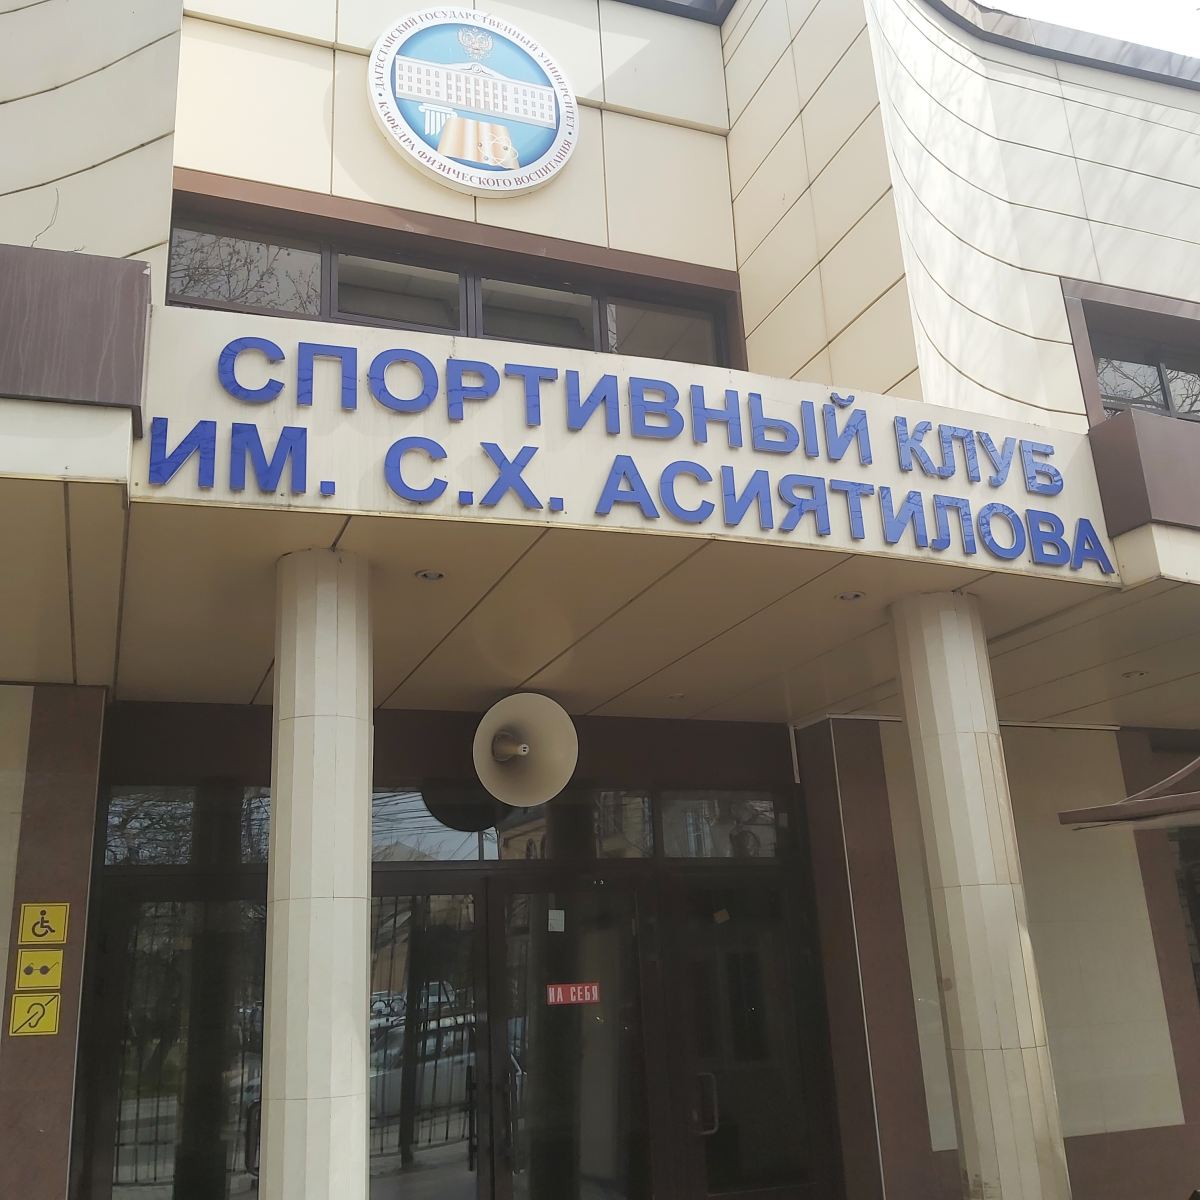 ДАГЕСТАНСКИЙ ГОСУДАРСТВЕННЫЙ УНИВЕРСИТЕТ
КАФЕДРА ФИЗИЧЕСКОГО ВОСПИТАНИЯ
СПОРТИВНЫЙ КЛУБ
ИМ. С.Х. АСИЯТИЛОВА
НА СЕБЯ